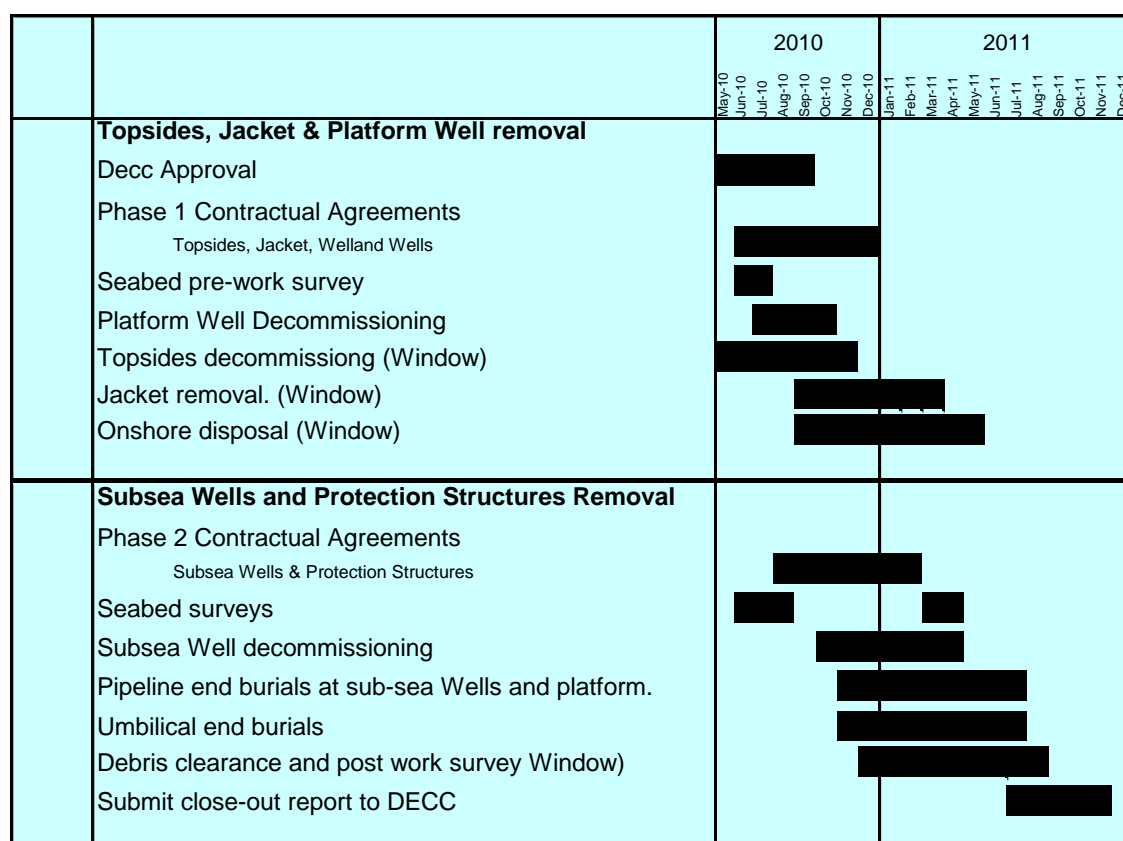 2010 2011
May-10 Jun-10 Jul-10 Aug-10 Sep-10 Oct-10 Nov-10 Dec-10 Jan-11 Feb-11 Mar-11 Apr-11 May-11 Jun-11 Jul-11 Aug-11 Sep-11 Oct-11 Nov-11 Dec-11
Topsides, Jacket & Platform Well removal
Decc Approval
Phase 1 Contractual Agreements
Topsides, Jacket, Welland Wells
Seabed pre-work survey
Platform Well Decommissioning
Topsides decommissiong (Window)
Jacket removal. (Window)
Onshore disposal (Window)
Subsea Wells and Protection Structures Removal
Phase 2 Contractual Agreements
Subsea Wells & Protection Structures
Seabed surveys
Subsea Well decommissioning
Pipeline end burials at sub-sea Wells and platform.
Umbilical end burials
Debris clearance and post work survey Window)
Submit close-out report to DECC